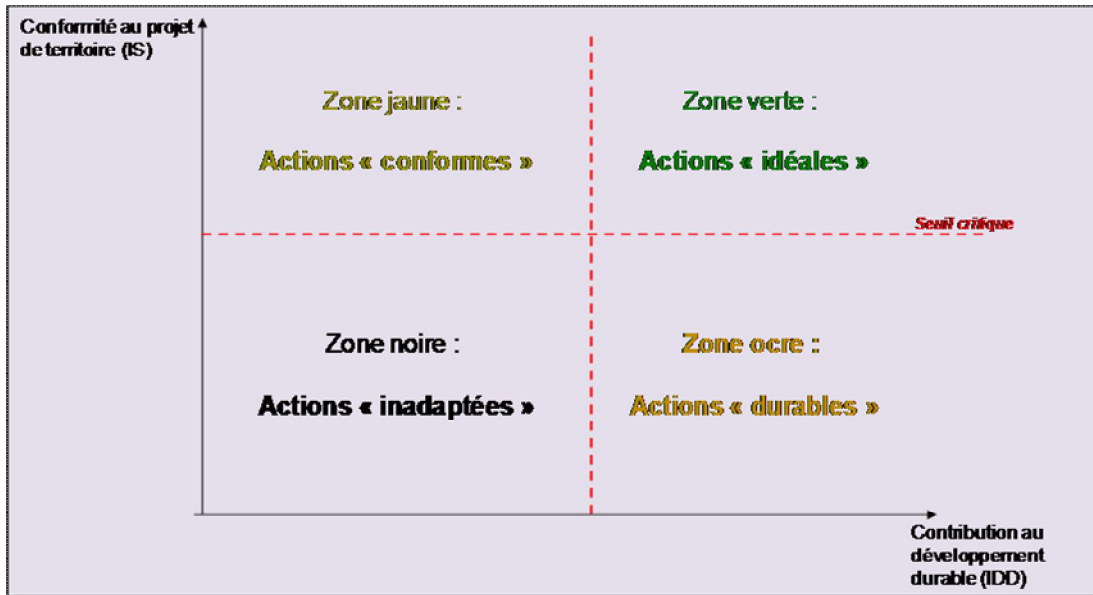 Conformité au projet
de territoire (IS)
Zone jaune :
Actions « conformes »
Zone verte :
Actions « idéales »
Seuil critique
Zone noire :
Actions « inadaptées »
Zone ocre :
Actions « durables »
Contribution au
développement
durable (IDD)